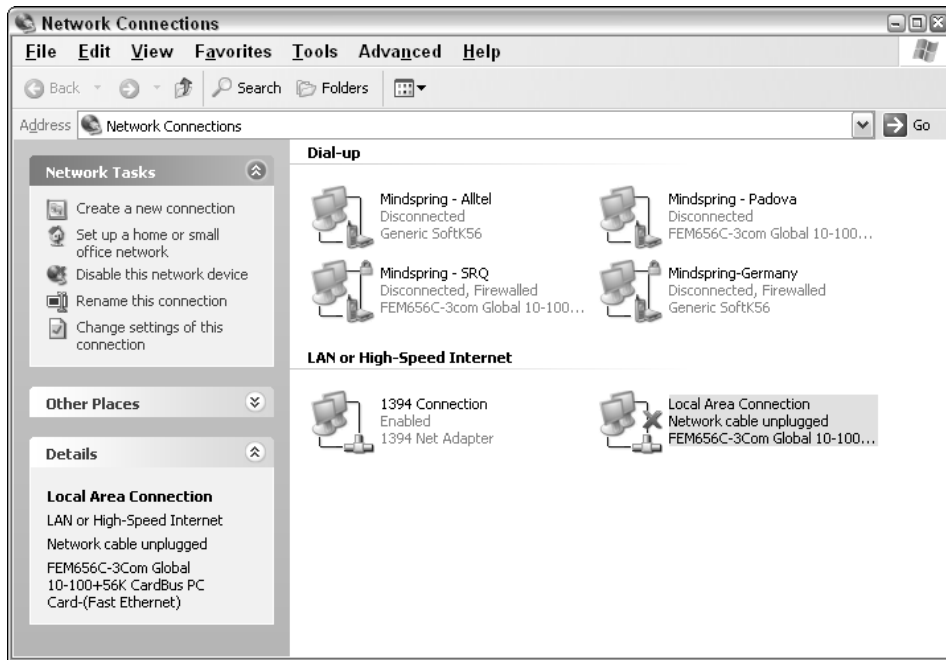 Network Connections
File Edit View Favorites Tools Advanced Help
Back Search Folders
Address Network Connections Go
Network Tasks
Create a new connection
Set up a home or small
office network
Disable this network device
Rename this connection
Change settings of this
connection
Other Places
Details
Local Area Connection
LAN or High-Speed Internet
Network cable unplugged
FEM656C-3Com Global
10-100+56K CardBus PC
Card-(Fast Ethernet)
Dial-up
Mindspring - Alltel
Disconnected
Generic SoftK56
Mindspring - Padova
Disconnected
FEM656C-3com Global 10-100...
Mindspring - SRQ
Disconnected, Firewalled
FEM656C-3com Global 10-100...
Mindspring-Germany
Disconnected, Firewalled
Generic SoftK56
LAN or High-Speed Internet
1394 Connection
Enabled
1394 Net Adapter
Local Area Connection
Network cable unplugged
FEM656C-3Com Global 10-100...